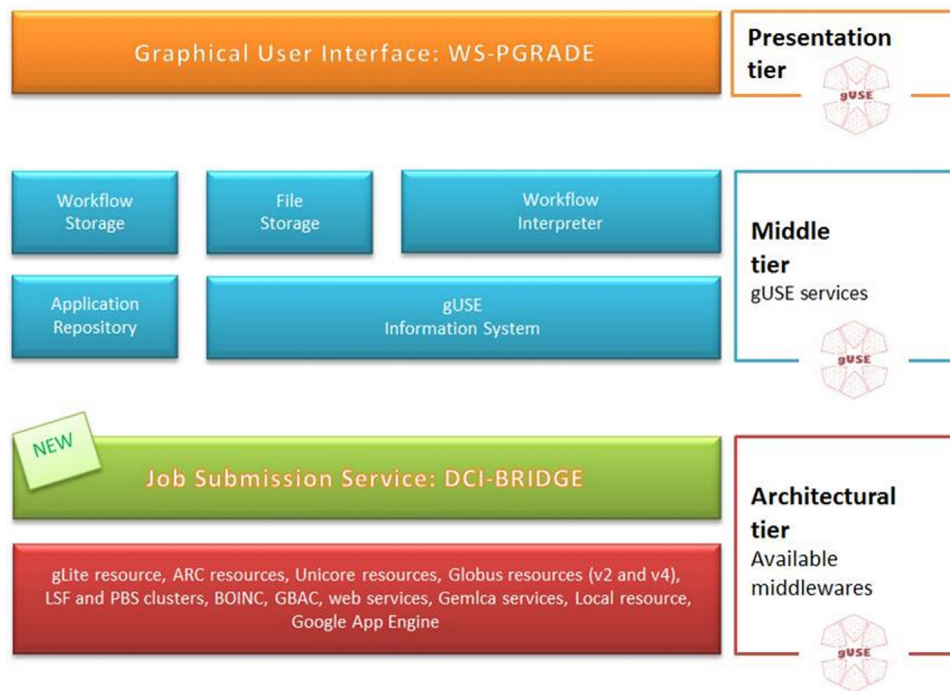 Graphical User Interface: WS-PGRADE
Presentation
tier
gUSE
Workflow
Storage
File
Storage
Workflow
Interpreter
Application
Repository
gUSE
Information System
Middle
tier
gUSE services
gUSE
NEW
Job Submission Service: DCI-BRIDGE
gLite resource, ARC resources, Unicore resources, Globus resources (v2 and v4),
LSF and PBS clusters, BOINC, GBAC, web services, Gemlca services, Local resource,
Google App Engine
Architectural
tier
Available
middlewares
gUSE